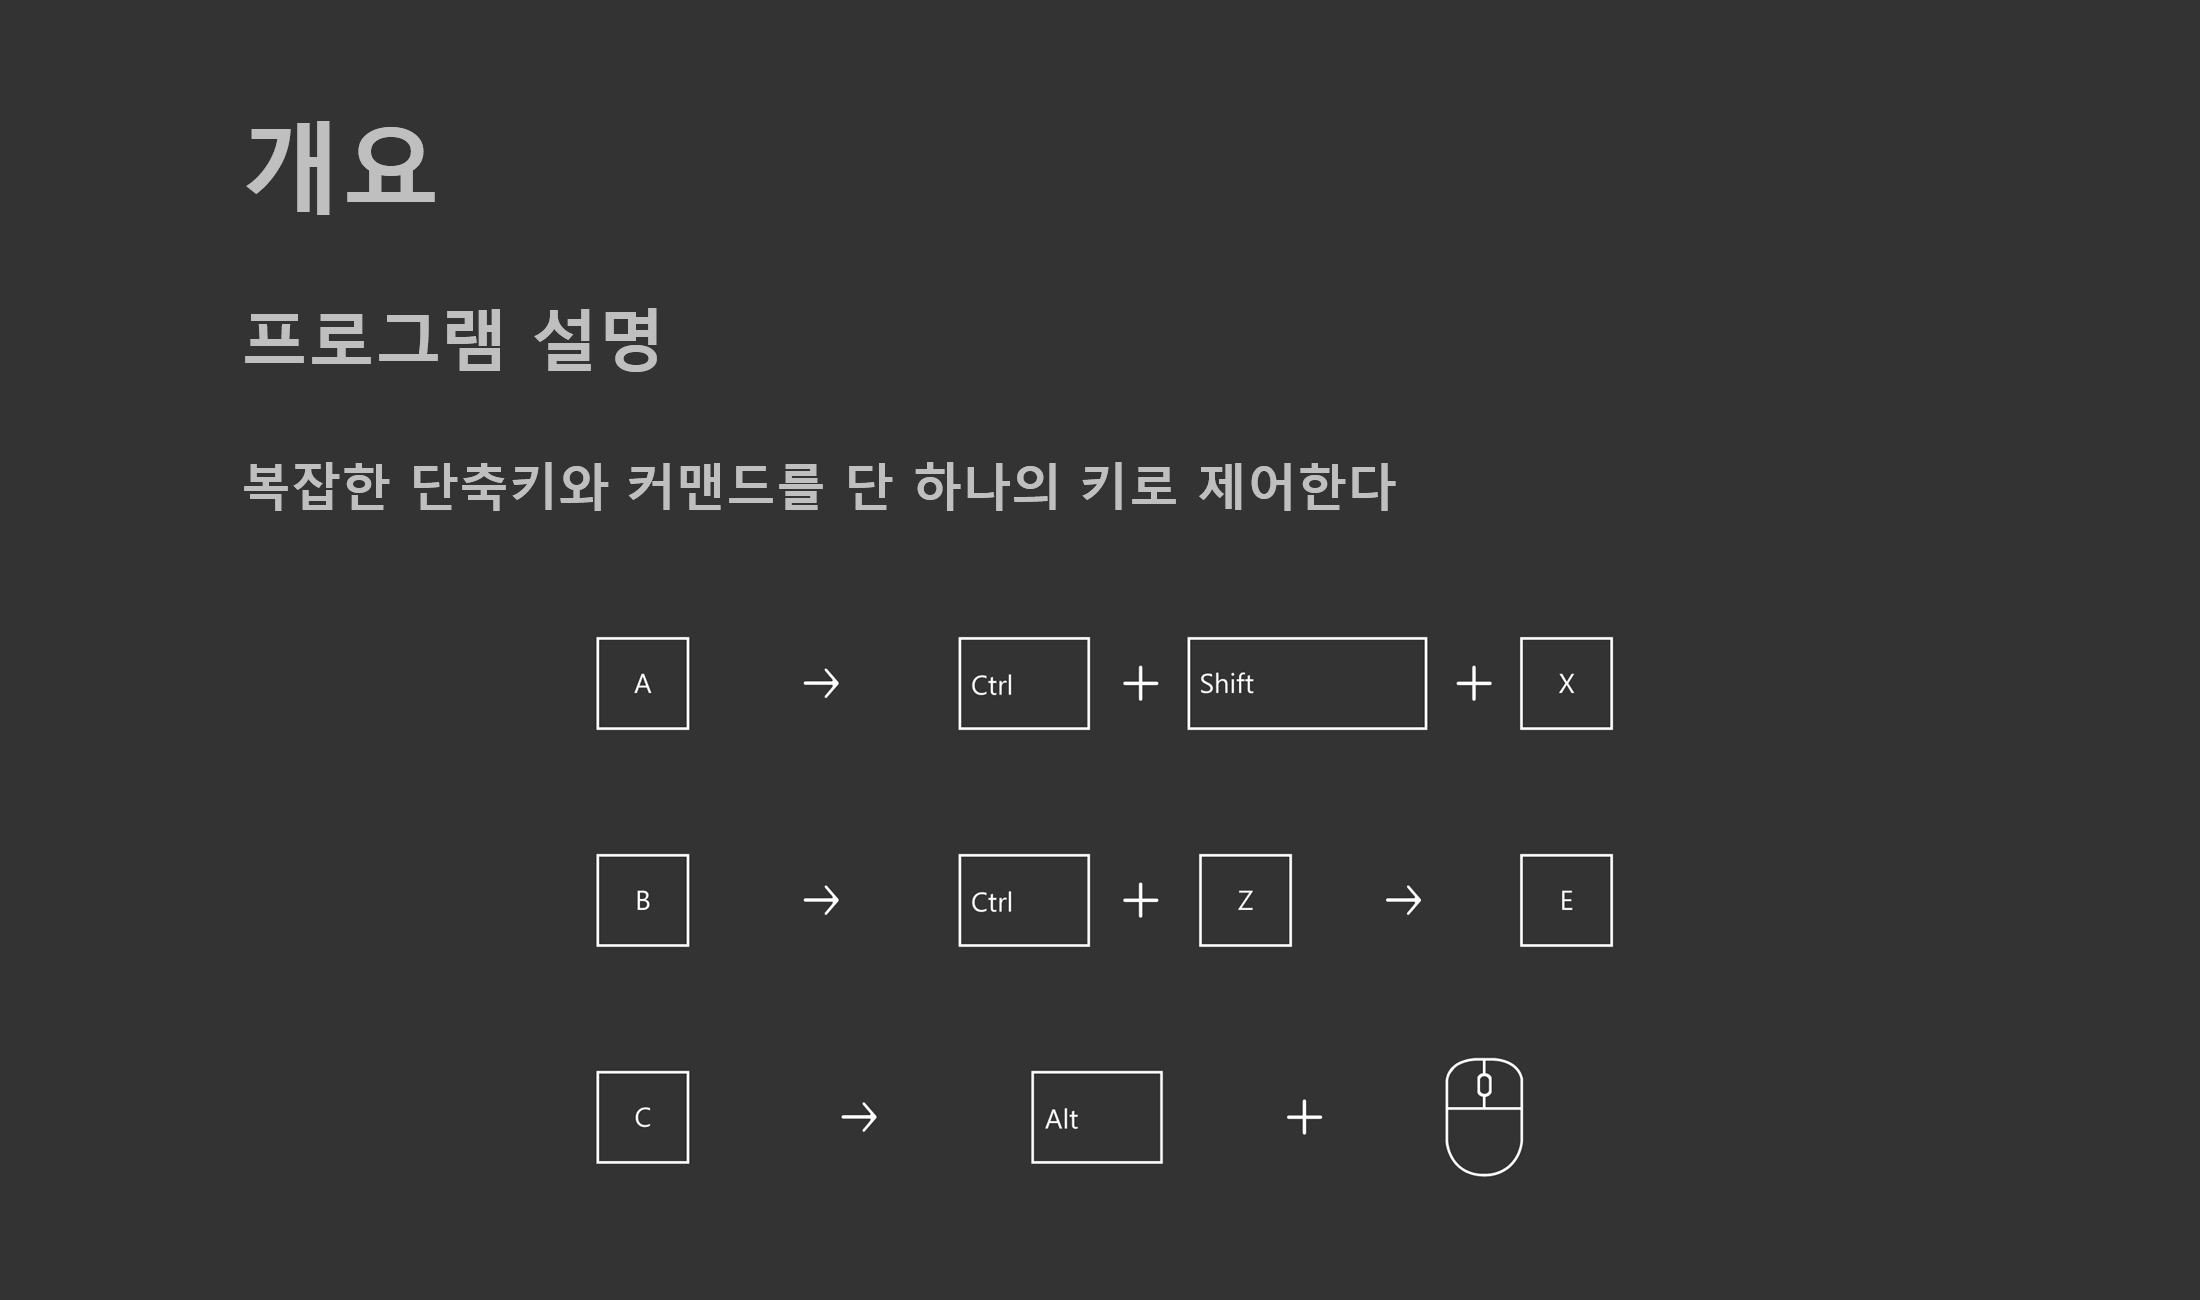 개요
프로그램 설명
복잡한 단축키와 커맨드를 단 하나의 키로 제어한다
A → Ctrl + Shift + X
B → Ctrl + Z → E
C → Alt +